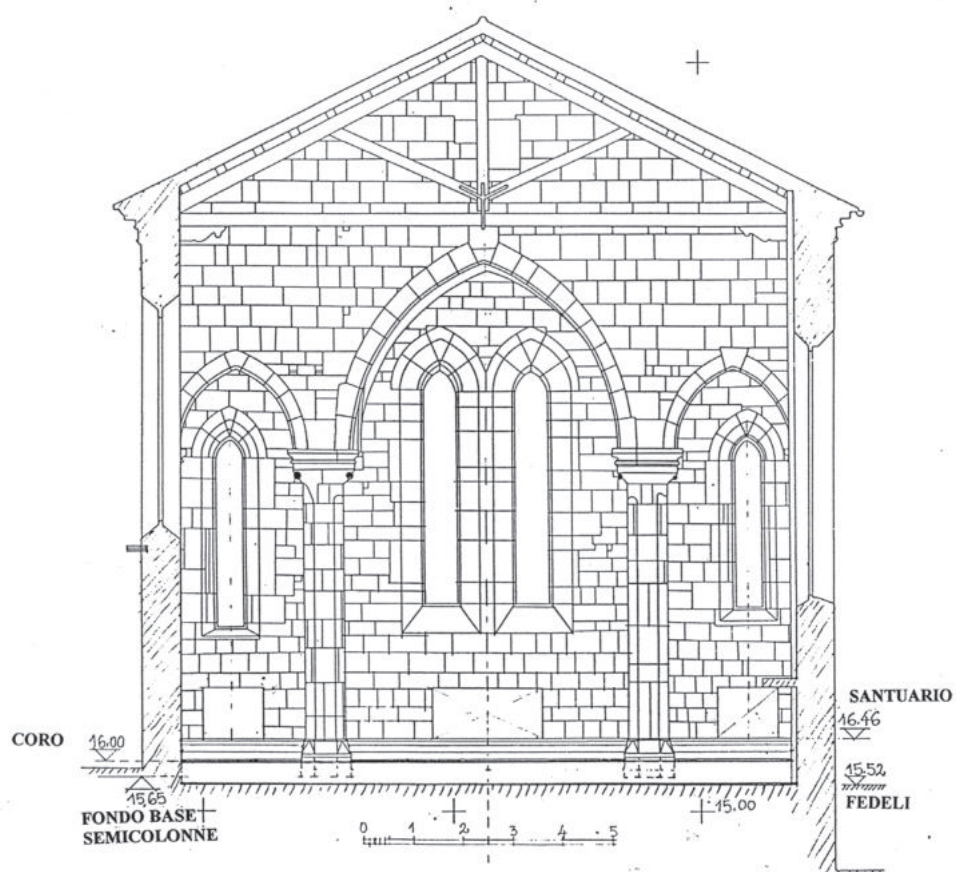 SANTUARIO
16.46
CORO
16.00
15.52
FEDELI
15.65
FONDO BASE
SEMICOLONNE
15.00
0 1 2 3 4 5